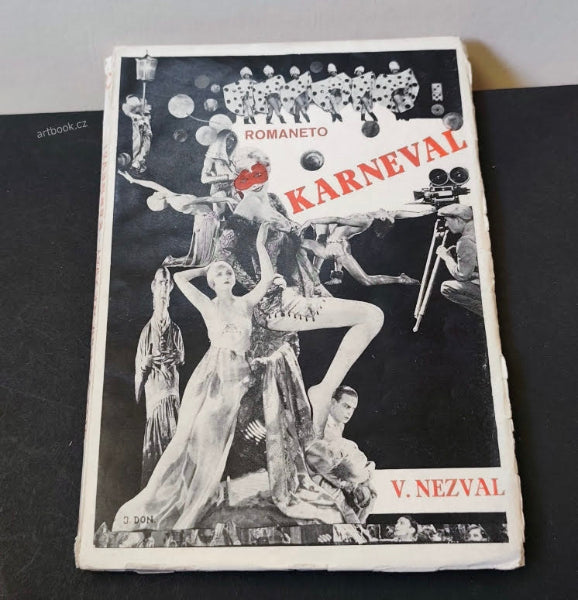 artbook.cz
ROMANETO
KARNEVAL
V. NEZVAL
J. DON.